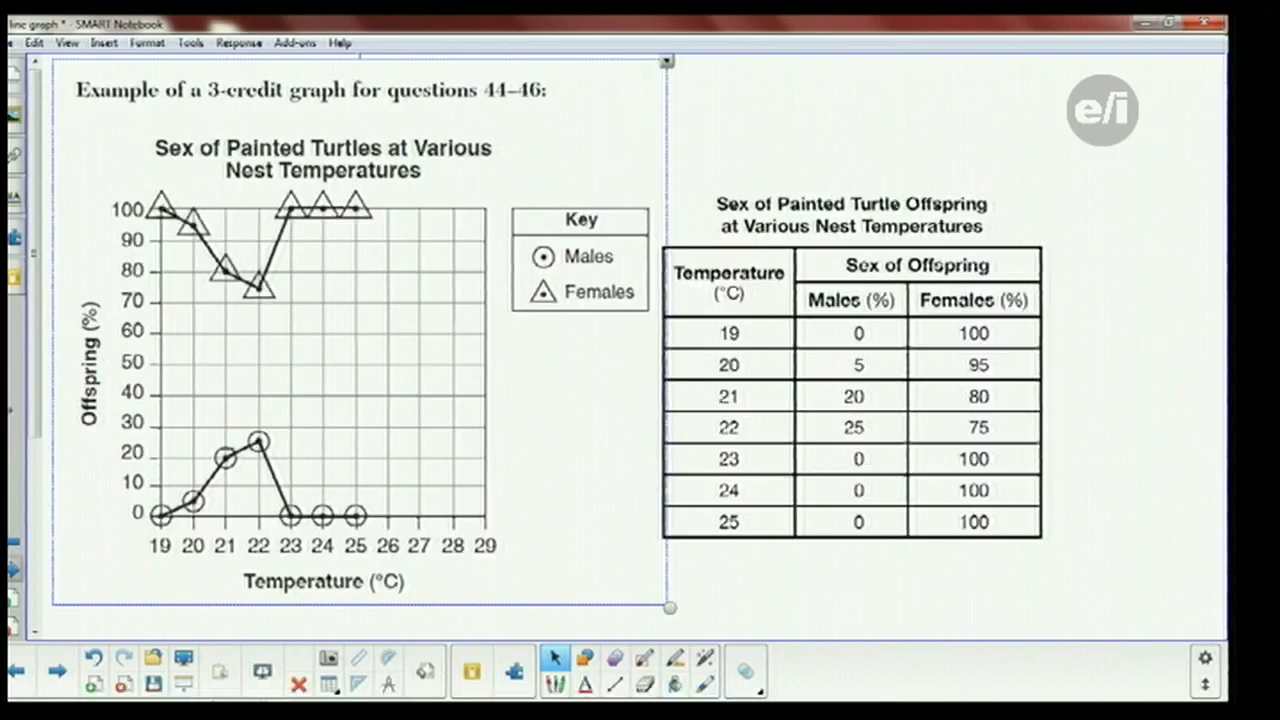 line graph * - SMART Notebook
Edit View Insert Format Tools Response Add-ons Help
Example of a 3-credit graph for questions 44–46:
e/i
Sex of Painted Turtles at Various
Nest Temperatures
100
90
80
70
60
50
40
30
20
10
0
Offspring (%)
19 20 21 22 23 24 25 26 27 28 29
Temperature (°C)
Key
Males
Females
Sex of Painted Turtle Offspring
at Various Nest Temperatures
Temperature
(°C)
Sex of Offspring
Males (%) Females (%)
19 0 100
20 5 95
21 20 80
22 25 75
23 0 100
24 0 100
25 0 100